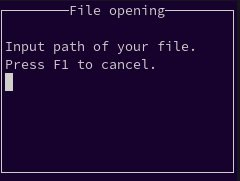 File opening
Input path of your file.
Press F1 to cancel.